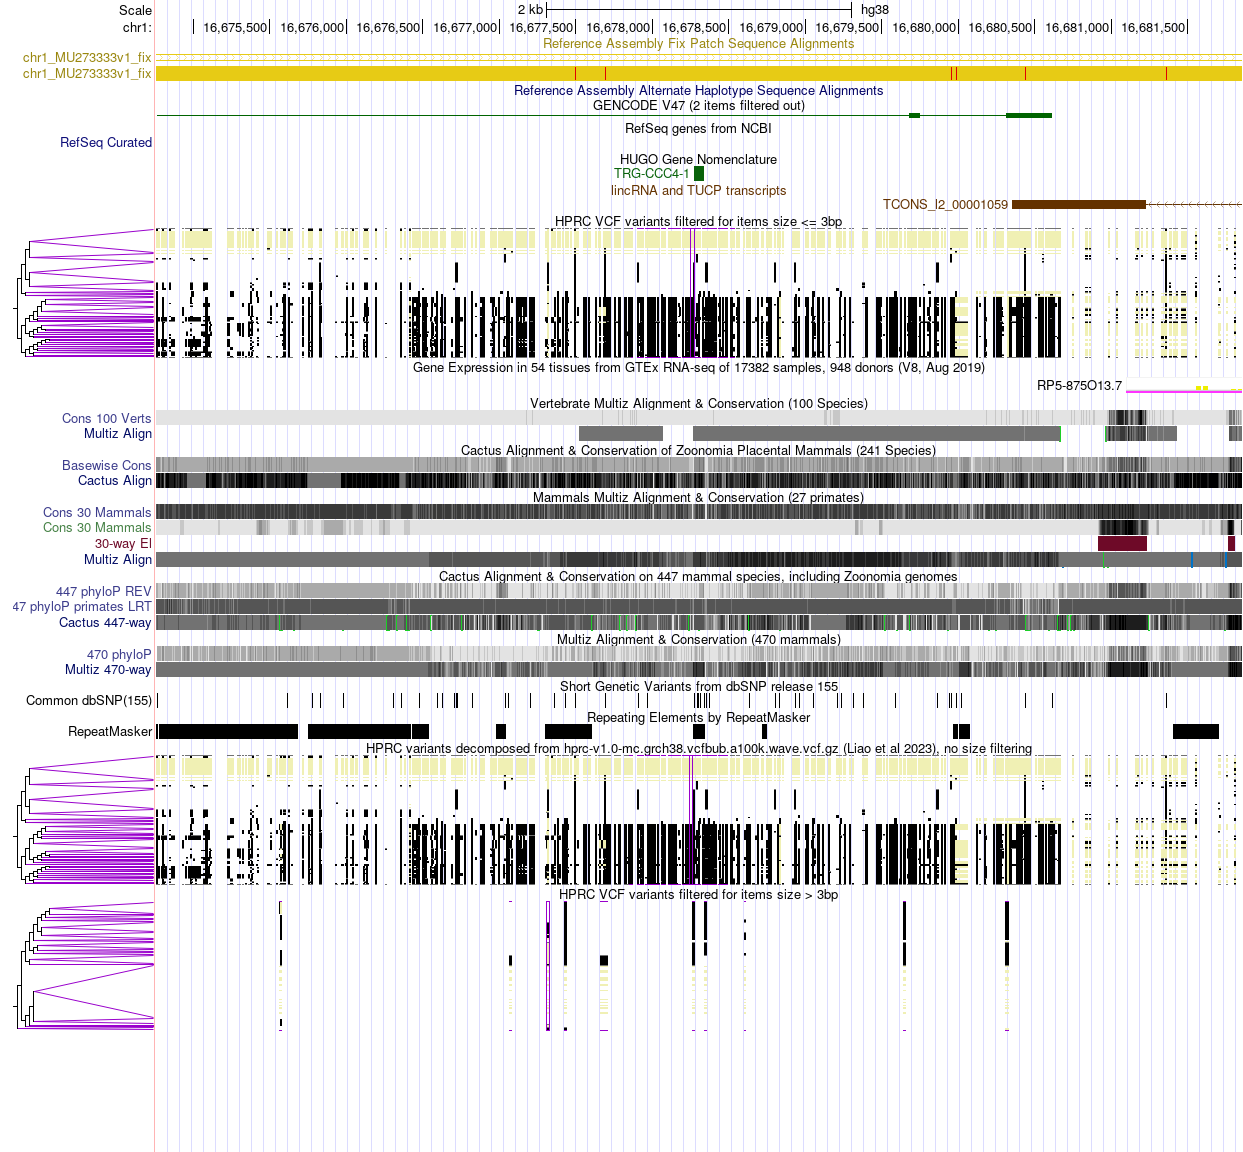 Scale 2 kb hg38
chr1: 16,675,500 16,676,000 16,676,500 16,677,000 16,677,500 16,678,000 16,678,500 16,679,000 16,679,500 16,680,000 16,680,500 16,681,000 16,681,500
Reference Assembly Fix Patch Sequence Alignments
chr1_MU273333v1_fix
chr1_MU273333v1_fix
Reference Assembly Alternate Haplotype Sequence Alignments
GENCODE V47 (2 items filtered out)
RefSeq genes from NCBI
RefSeq Curated
HUGO Gene Nomenclature
TRG-CCC4-1
lincRNA and TUCP transcripts
TCONS_l2_00001059
HPRC VCF variants filtered for items size <= 3bp
Gene Expression in 54 tissues from GTEx RNA-seq of 17382 samples, 948 donors (V8, Aug 2019)
RP5-875O13.7
Vertebrate Multiz Alignment & Conservation (100 Species)
Cons 100 Verts
Multiz Align
Cactus Alignment & Conservation of Zoonomia Placental Mammals (241 Species)
Basewise Cons
Cactus Align
Mammals Multiz Alignment & Conservation (27 primates)
Cons 30 Mammals
Cons 30 Mammals
30-way El
Multiz Align
Cactus Alignment & Conservation on 447 mammal species, including Zoonomia genomes
447 phyloP REV
47 phyloP primates LRT
Cactus 447-way
Multiz Alignment & Conservation (470 mammals)
470 phyloP
Multiz 470-way
Short Genetic Variants from dbSNP release 155
Common dbSNP(155)
Repeating Elements by RepeatMasker
RepeatMasker
HPRC variants decomposed from hprc-v1.0-mc.grch38.vcfbub.a100k.wave.vcf.gz (Liao et al 2023), no size filtering
HPRC VCF variants filtered for items size > 3bp